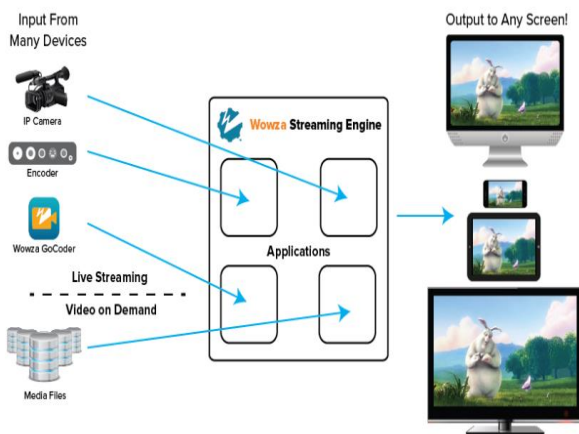 Input From
Many Devices
IP Camera
Encoder
Wowza GoCoder
Live Streaming
Video on Demand
Media Files
Wowza Streaming Engine
Applications
Output to Any Screen!